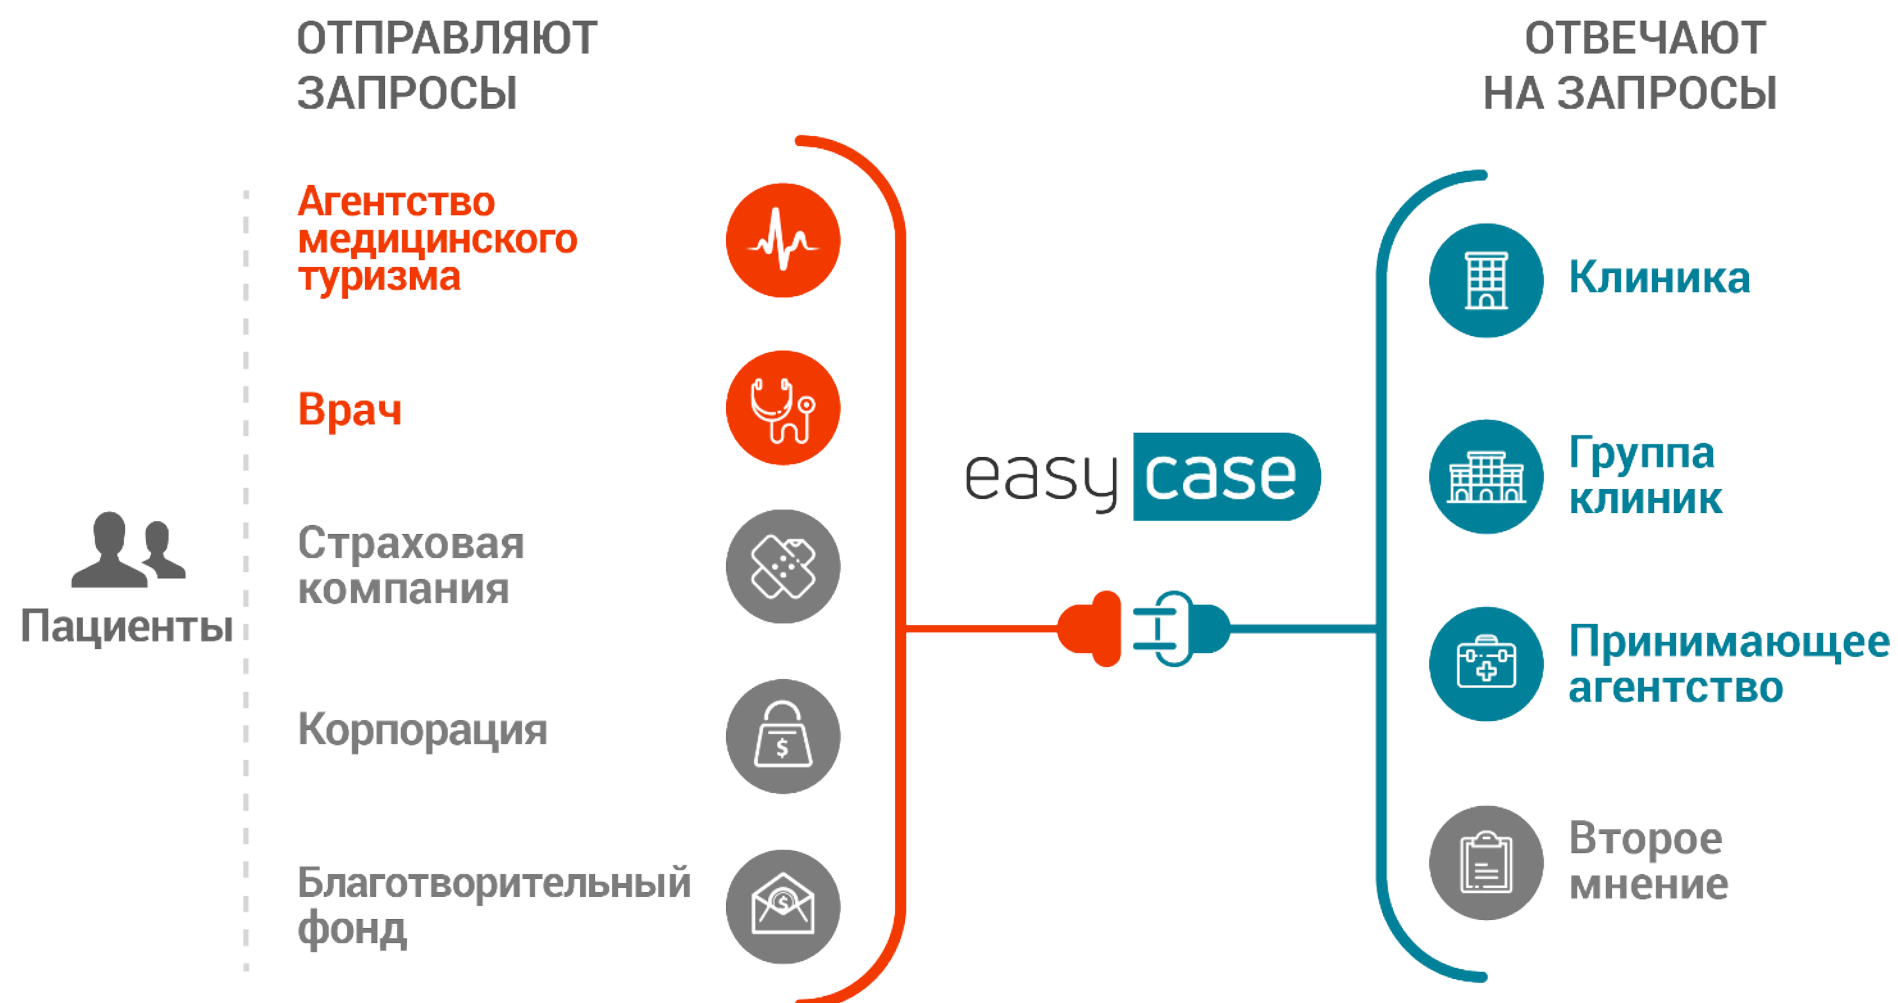 ОТПРАВЛЯЮТ
ЗАПРОСЫ
ОТВЕЧАЮТ
НА ЗАПРОСЫ
Пациенты
Агентство
медицинского
туризма
Врач
Страховая
компания
$
Корпорация
$
Благотворительный
фонд
easy case
Клиника
Группа
клиник
Принимающее
агентство
Второе
мнение